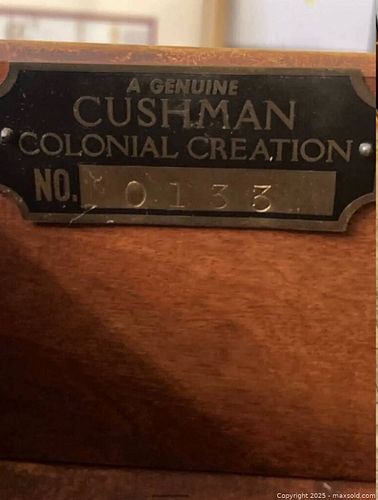 A GENUINE
CUSHMAN
COLONIAL CREATION
NO. 0133
Copyright 2025 - maxsold.com